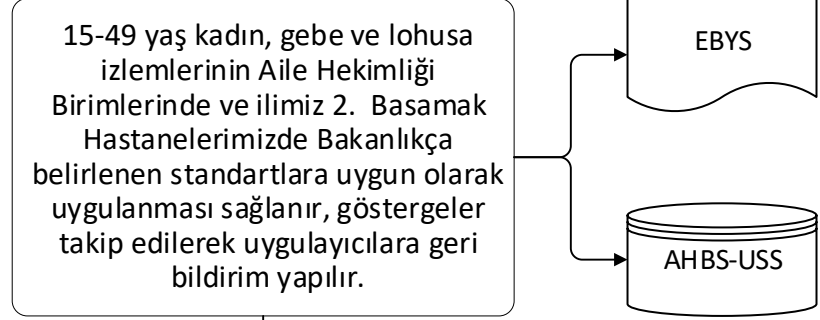 15-49 yaş kadın, gebe ve lohusa
izlemlerinin Aile Hekimliği
Birimlerinde ve ilimiz 2. Basamak
Hastanelerimizde Bakanlıkça
belirlenen standartlara uygun olarak
uygulanması sağlanır, göstergeler
takip edilerek uygulayıcılara geri
bildirim yapılır.
EBYS
AHBS-USS